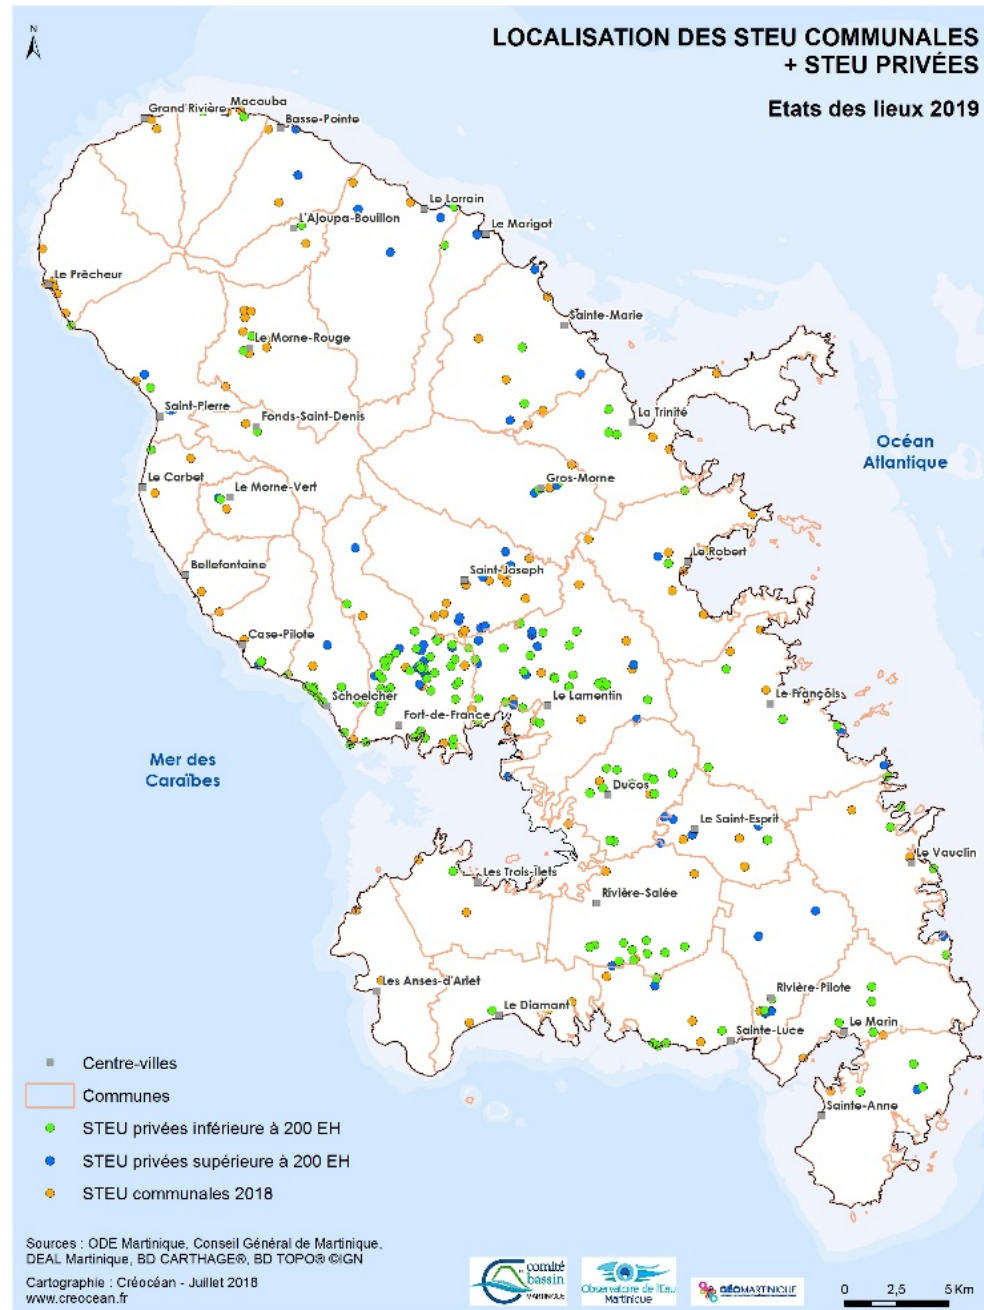 N
LOCALISATION DES STEU COMMUNALES
+ STEU PRIVÉES
Etats des lieux 2019
Grand Rivière
Macouba
Basse-Pointe
Le Lorrain
L'Ajoupa-Bouillon
Le Marigot
Le Prêcheur
Sainte-Marie
Le Morne-Rouge
Saint-Pierre
Fonds-Saint-Denis
La Trinité
Océan
Atlantique
Le Carbet
Le Morne-Vert
Gros-Morne
Le Robert
Bellefontaine
Saint-Joseph
Case-Pilote
Schoelcher
Le Lamentin
Le François
Fort-de-France
Mer des
Caraïbes
Ducos
Le Saint-Esprit
Le Vauclin
Les Trois-Îlets
Rivière-Salée
Les Anses-d'Arlet
Rivière-Pilote
Le Diamant
Le Marin
Sainte-Luce
Sainte-Anne
Centre-villes
Communes
STEU privées inférieure à 200 EH
STEU privées supérieure à 200 EH
STEU communales 2018
Sources : ODE Martinique, Conseil Général de Martinique,
DEAL Martinique, BD CARTHAGE®, BD TOPO® ©IGN
Cartographie : Créocéan - Juillet 2018
www.creocean.fr
comité
bassin
MARTINIQUE
Observatoire de l'Eau
Martinique
GÉOMARTINIQUE
0 2,5 5 Km